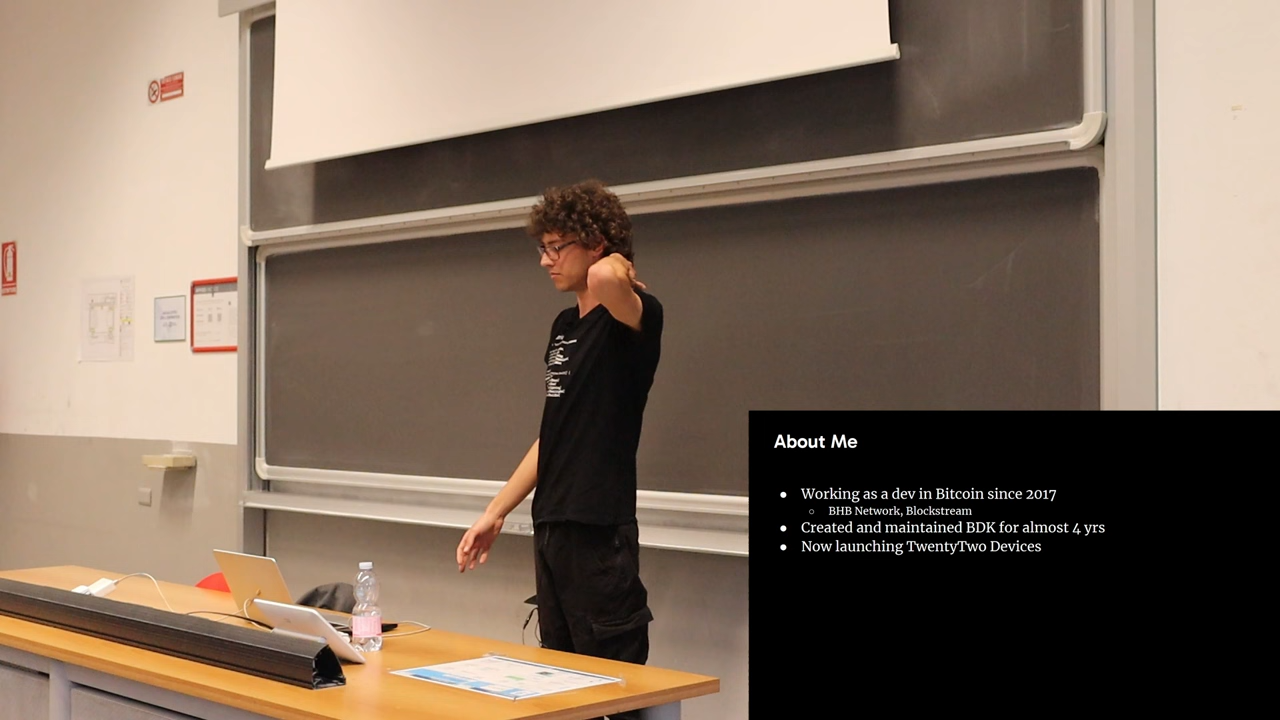 About Me
● Working as a dev in Bitcoin since 2017
○ BHB Network, Blockstream
● Created and maintained BDK for almost 4 yrs
● Now launching TwentyTwo Devices